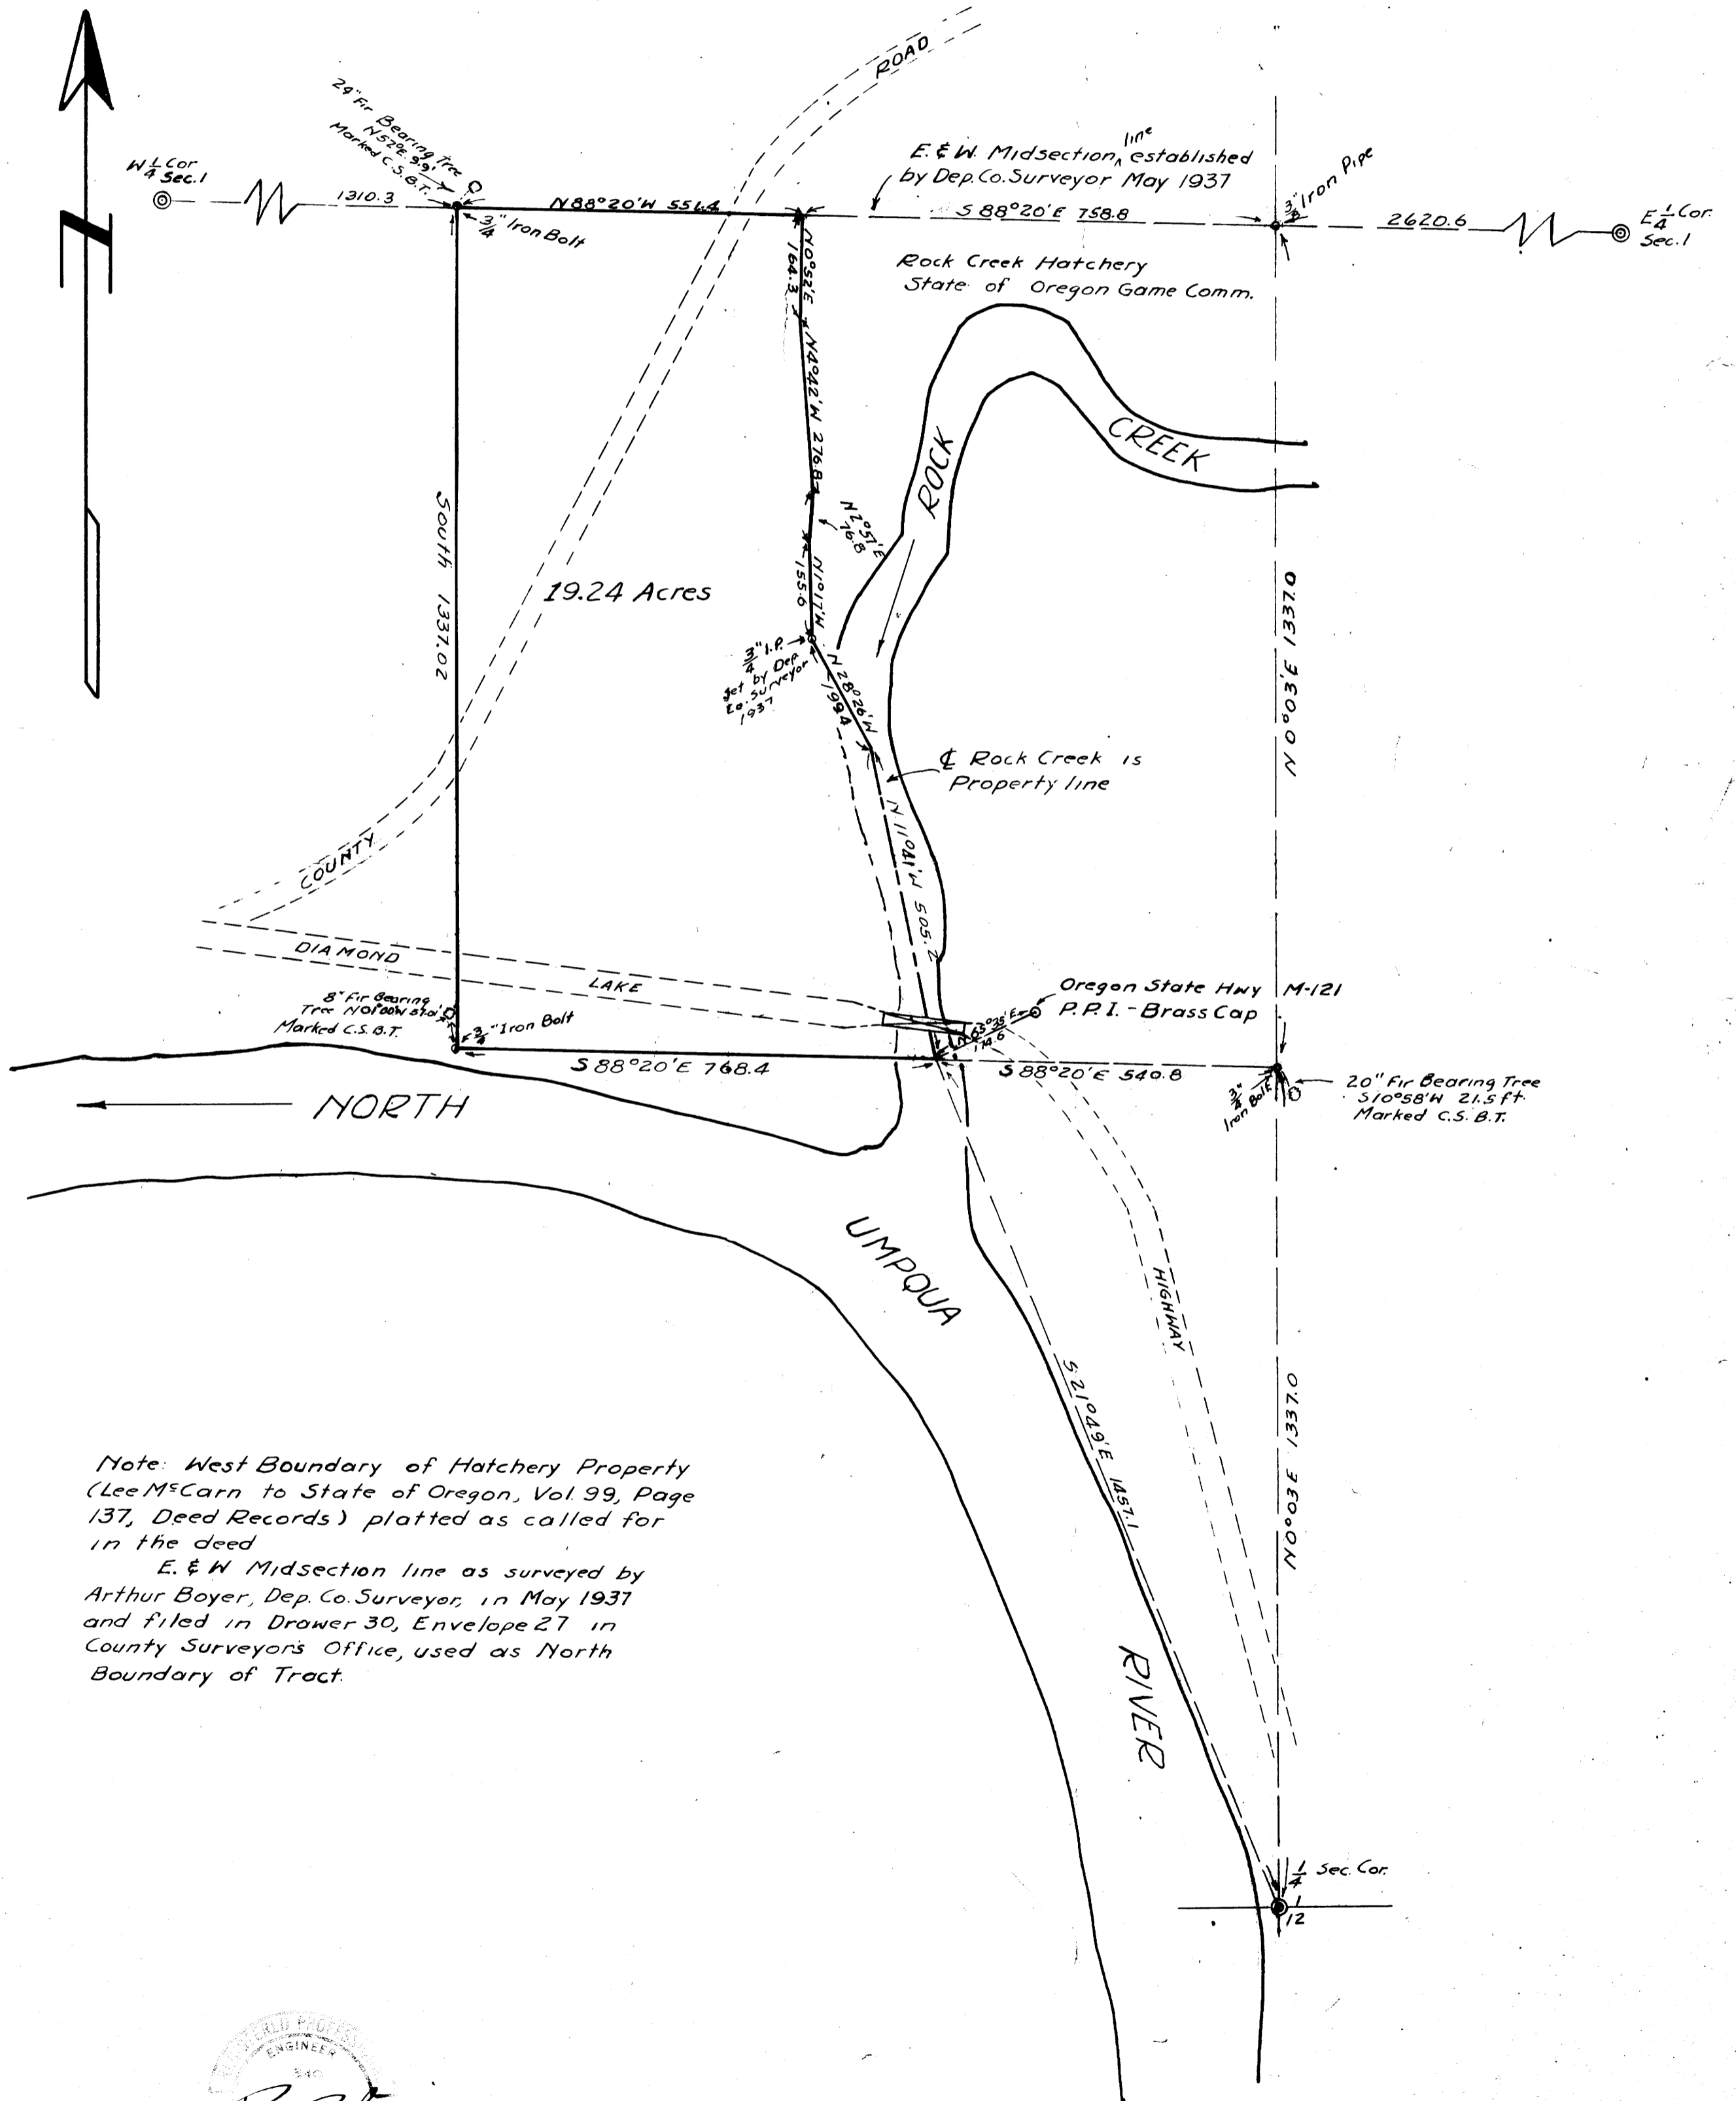 ROAD
24" Fir Bearing Tree
N52°E 9.9'
Marked C.S.B.T.
W 1/4 Cor
Sec. 1
1310.3
3/4" Iron Bolt
N88°20'W 551.4
E. & W. Midsection line established
by Dep. Co. Surveyor May 1937
S 88°20'E 758.8
3/4" Iron Pipe
2620.6
E 1/4 Cor.
Sec. 1
Rock Creek Hatchery
State of Oregon Game Comm.
N0°52'E
164.3
N4°42'W 276.8
N2°57'E
76.8
N1°17'W
155.6
ROCK
CREEK
South 1337.02
19.24 Acres
3/4" I.P.
set by Dep
Co. Surveyor
1937
N28°26'W
199.4
N 0°03'E 1337.0
℄ Rock Creek is
Property line
N 11°41'W 505.2
COUNTY
DIAMOND
LAKE
8" Fir Bearing
Marked C.S.B.T.
3/4" Iron Bolt
Oregon State Hwy M-121
P.P.I. - Brass Cap
N 65°35'E
174.6
S 88°20'E 768.4
S 88°20'E 540.8
3/4"
Iron Bolt
20" Fir Bearing Tree
S10°58'W 21.5 ft.
Marked C.S.B.T.
NORTH
UMPQUA
HIGHWAY
S 21°49'E 1457.1
N0°03'E 1337.0
RIVER
Note: West Boundary of Hatchery Property
(Lee McCarn to State of Oregon, Vol. 99, Page
137, Deed Records) platted as called for
in the deed
E. & W Midsection line as surveyed by
Arthur Boyer, Dep. Co. Surveyor, in May 1937
and filed in Drawer 30, Envelope 27 in
County Surveyor's Office, used as North
Boundary of Tract.
1/4 Sec. Cor.
1
12
ENGINEER